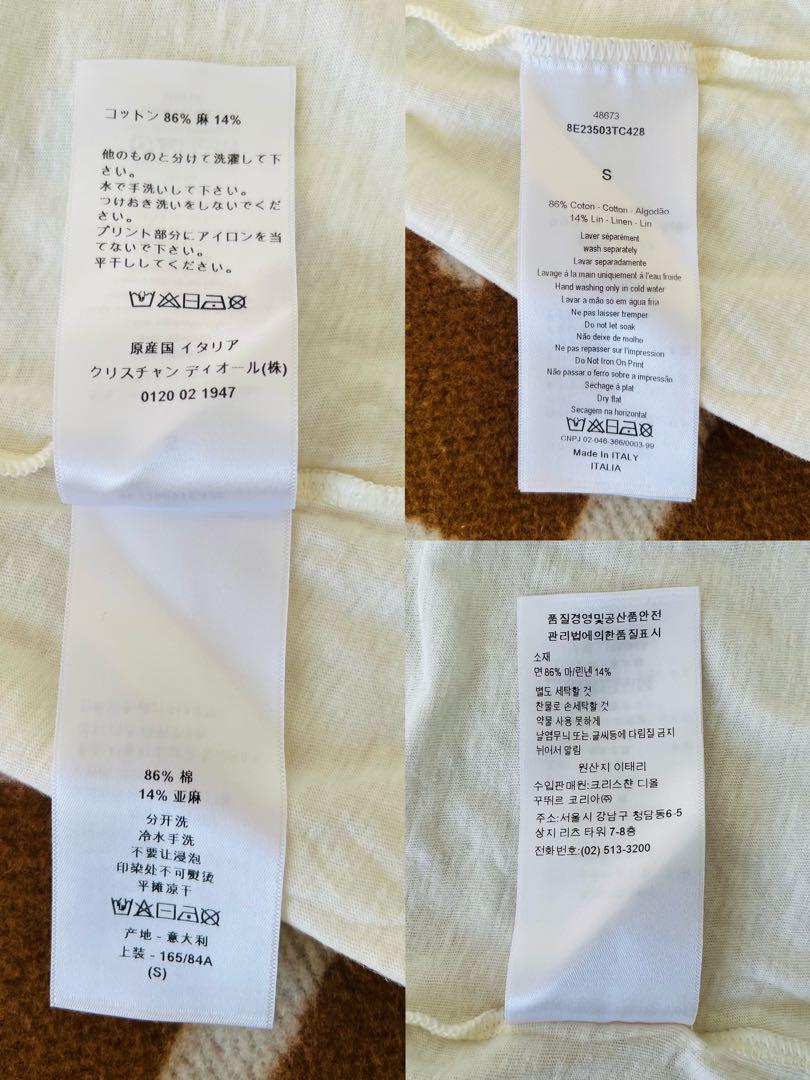 コットン 86% 麻 14%
他のものと分けて洗濯して下
さい。
水で手洗いして下さい。
つけおき洗いをしないでくだ
さい。
プリント部分にアイロンを当
てないで下さい。
平干ししてください。
原産国 イタリア
クリスチャン ディオール(株)
0120 02 1947
86% 棉
14% 亚麻
分开洗
冷水手洗
不要让浸泡
印染处不可熨烫
平摊凉干
产地 - 意大利
上装 - 165/84A
(S)
48673
8E23503TC428
S
86% Coton - Cotton - Algodão
14% Lin - Linen - Lin
Laver séparément
wash separately
Lavar separadamente
Lavage à la main uniquement à l'eau froide
Hand washing only in cold water
Lavar a mão só em água fria
Ne pas laisser tremper
Do not let soak
Não deixe de molho
Ne pas repasser sur l'impression
Do Not Iron On Print
Não passar o ferro sobre a impressão
Séchage à plat
Dry flat
Secagem na horizontal
CNPJ 02-046-366/0003-99
Made In ITALY
ITALIA
품질경영및공산품안전
관리법에의한품질표시
소재
면 86% 마/린넨 14%
별도 세탁할 것
찬물로 손세탁할 것
약물 사용 못하게
날염무늬 또는 글씨등에 다림질 금지
뉘어서 말림
원산지 이태리
수입판매원:크리스챤 디올
꾸뛰르 코리아㈜
주소:서울시 강남구 청담동6-5
상지 리츠 타워 7-8층
전화번호:(02) 513-3200